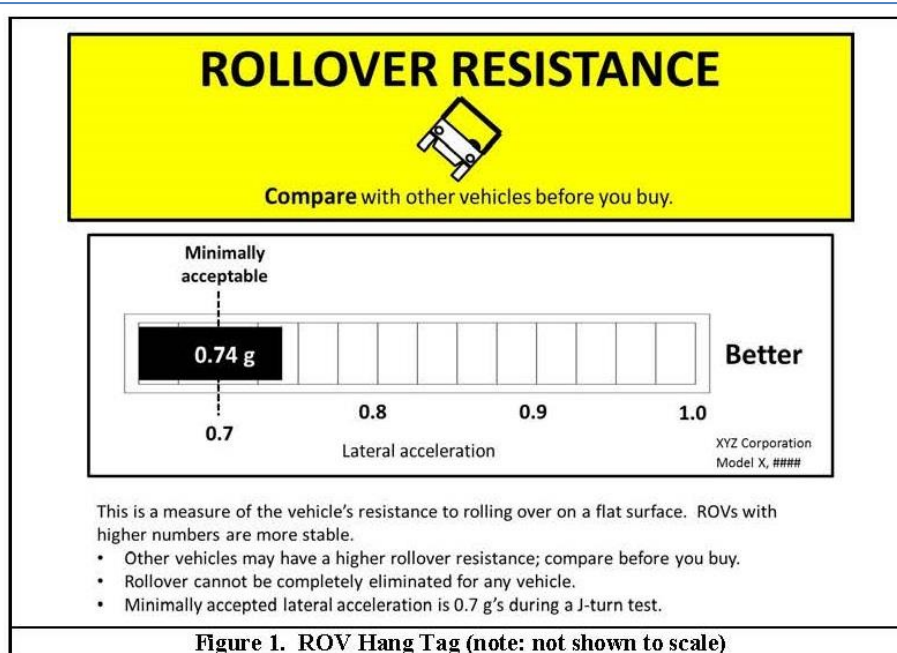 ROLLOVER RESISTANCE
Compare with other vehicles before you buy.
Minimally
acceptable
0.74 g
Better
0.7
0.8
0.9
1.0
Lateral acceleration
XYZ Corporation
Model X, ####
This is a measure of the vehicle’s resistance to rolling over on a flat surface.  ROVs with
higher numbers are more stable.
• Other vehicles may have a higher rollover resistance; compare before you buy.
• Rollover cannot be completely eliminated for any vehicle.
• Minimally accepted lateral acceleration is 0.7 g’s during a J-turn test.
Figure 1.  ROV Hang Tag (note: not shown to scale)